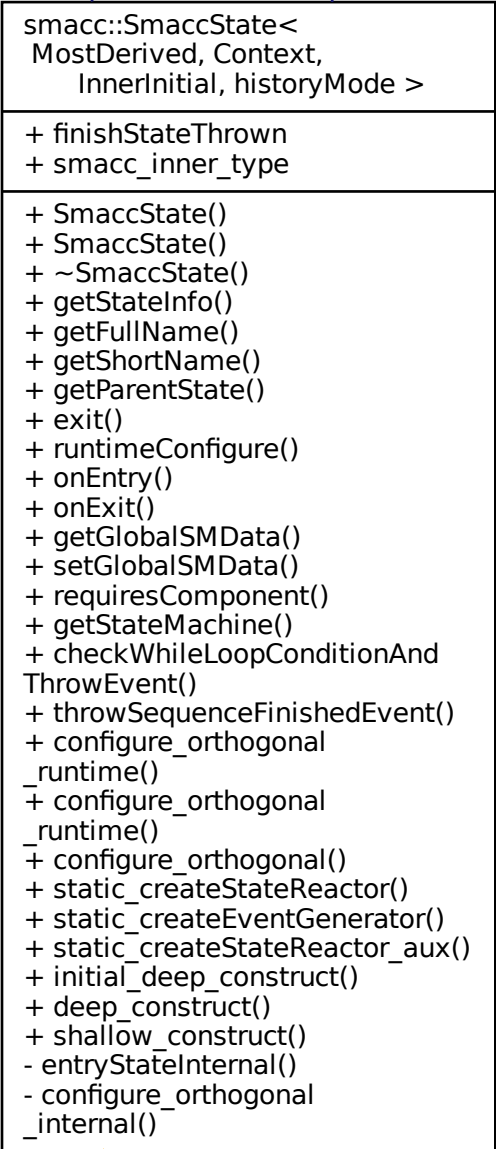 smacc::SmaccState<
MostDerived, Context,
InnerInitial, historyMode >
+ finishStateThrown
+ smacc_inner_type
+ SmaccState()
+ SmaccState()
+ ~SmaccState()
+ getStateInfo()
+ getFullName()
+ getShortName()
+ getParentState()
+ exit()
+ runtimeConfigure()
+ onEntry()
+ onExit()
+ getGlobalSMData()
+ setGlobalSMData()
+ requiresComponent()
+ getStateMachine()
+ checkWhileLoopConditionAnd
ThrowEvent()
+ throwSequenceFinishedEvent()
+ configure_orthogonal
_runtime()
+ configure_orthogonal
_runtime()
+ configure_orthogonal()
+ static_createStateReactor()
+ static_createEventGenerator()
+ static_createStateReactor_aux()
+ initial_deep_construct()
+ deep_construct()
+ shallow_construct()
- entryStateInternal()
- configure_orthogonal
_internal()